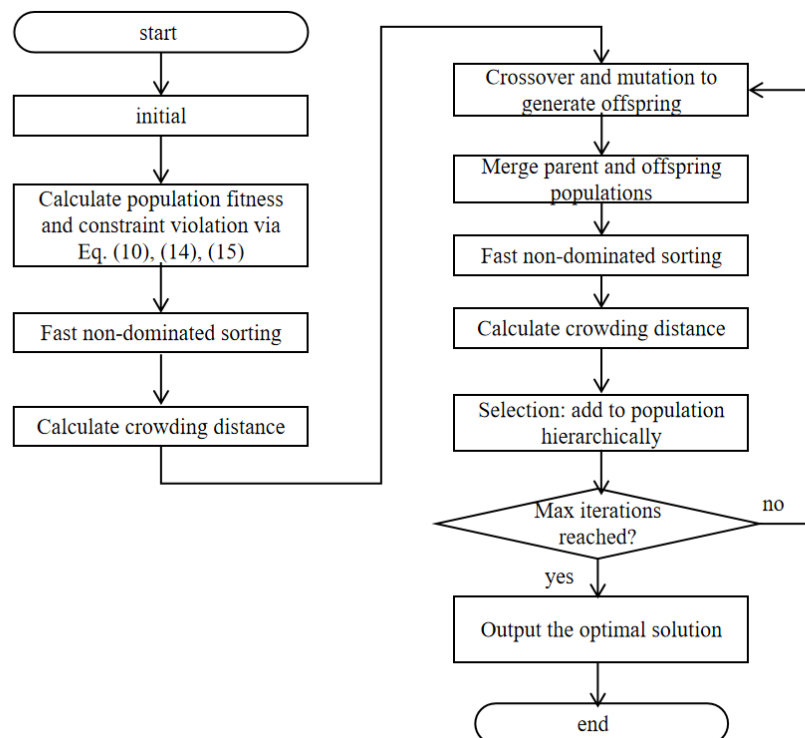 start
initial
Calculate population fitness
and constraint violation via
Eq. (10), (14), (15)
Fast non-dominated sorting
Calculate crowding distance
Crossover and mutation to
generate offspring
Merge parent and offspring
populations
Fast non-dominated sorting
Calculate crowding distance
Selection: add to population
hierarchically
Max iterations
reached?
no
yes
Output the optimal solution
end